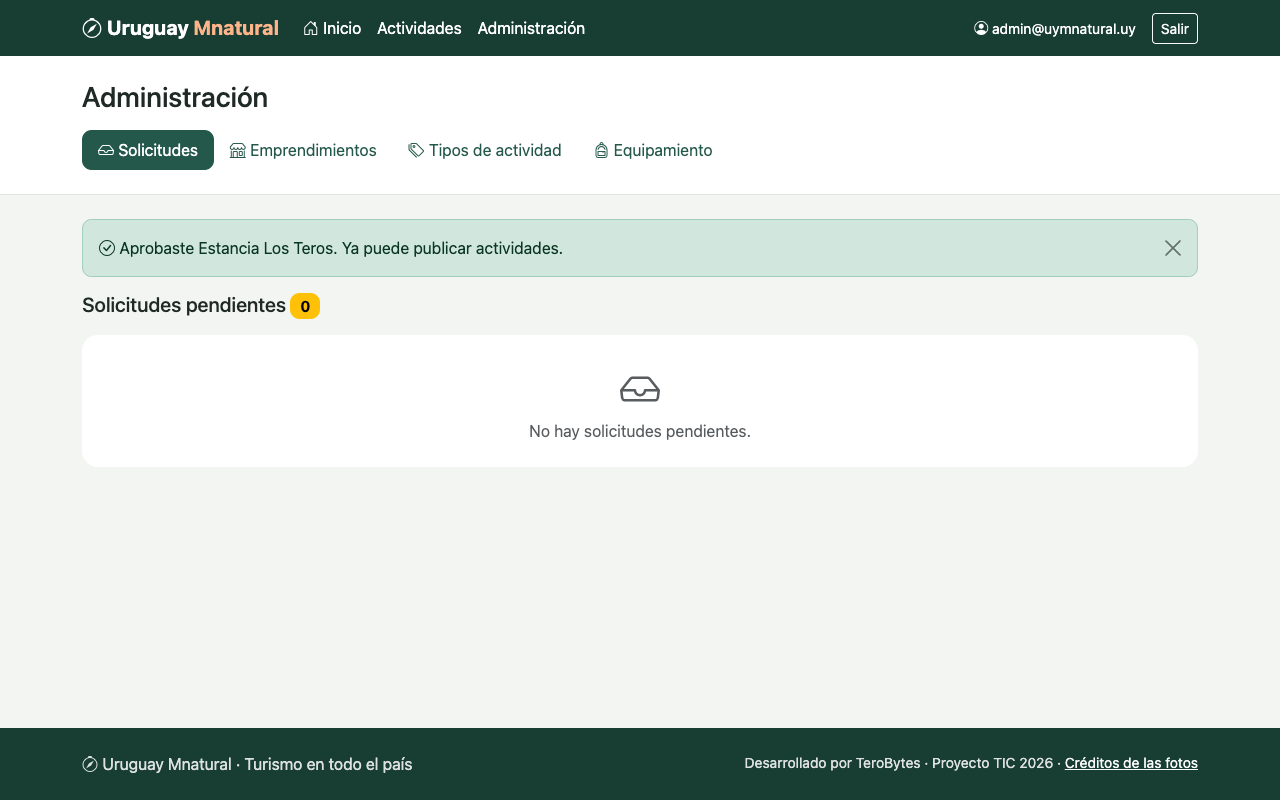 Uruguay Mnatural Inicio Actividades Administración admin@uymnatural.uy Salir
Administración
Solicitudes Emprendimientos Tipos de actividad Equipamiento
Aprobaste Estancia Los Teros. Ya puede publicar actividades.
Solicitudes pendientes 0
No hay solicitudes pendientes.
Uruguay Mnatural · Turismo en todo el país Desarrollado por TeroBytes · Proyecto TIC 2026 · Créditos de las fotos